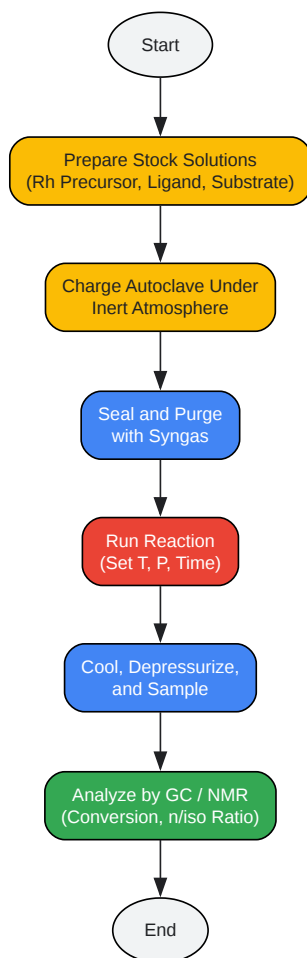 Start
Prepare Stock Solutions
(Rh Precursor, Ligand, Substrate)
Charge Autoclave Under
Inert Atmosphere
Seal and Purge
with Syngas
Run Reaction
(Set T, P, Time)
Cool, Depressurize,
and Sample
Analyze by GC / NMR
(Conversion, n/iso Ratio)
End